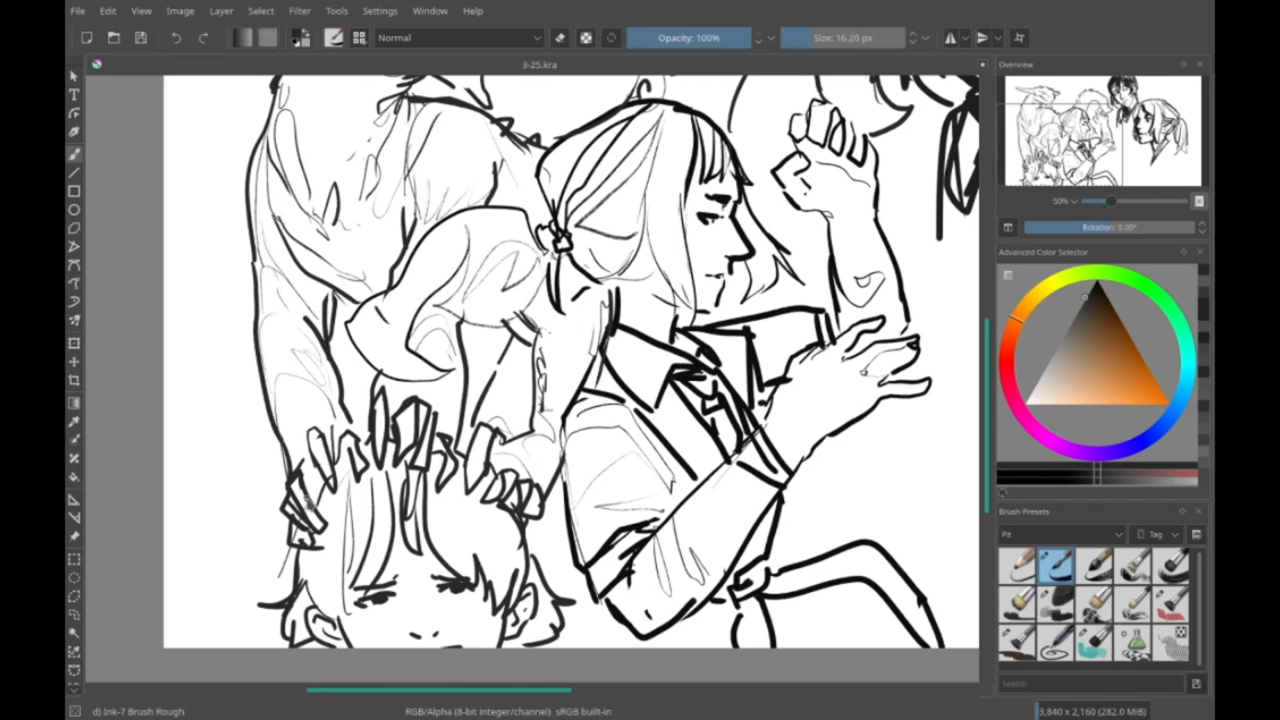 File Edit View Image Layer Select Filter Tools Settings Window Help
Normal
Opacity: 100%
Size: 16.20 px
3-25.kra
Overview
50%
Rotation: 0.00°
Advanced Color Selector
Brush Presets
Pit
Tag
Search
d) Ink-7 Brush Rough
RGB/Alpha (8-bit integer/channel) sRGB built-in
3,840 x 2,160 (282.0 MiB)